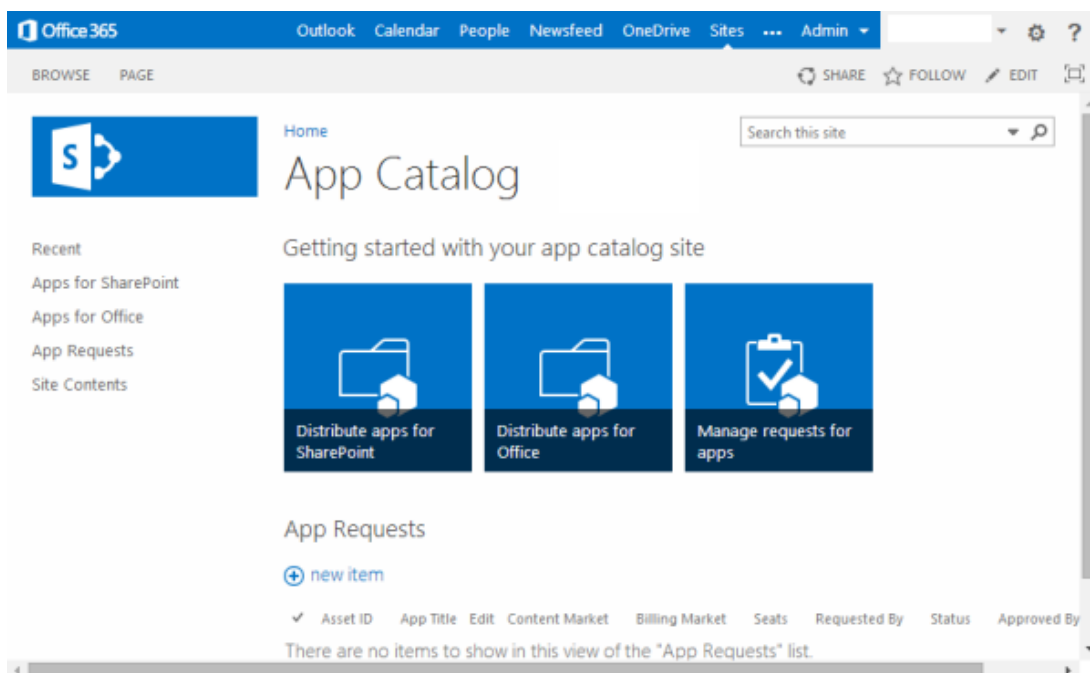 Office 365 Outlook Calendar People Newsfeed OneDrive Sites ... Admin ?
BROWSE PAGE SHARE FOLLOW EDIT
S
Home
Search this site
App Catalog
Getting started with your app catalog site
Recent
Apps for SharePoint
Apps for Office
App Requests
Site Contents
Distribute apps for
SharePoint
Distribute apps for
Office
Manage requests for
apps
App Requests
new item
Asset ID App Title Edit Content Market Billing Market Seats Requested By Status Approved By
There are no items to show in this view of the "App Requests" list.